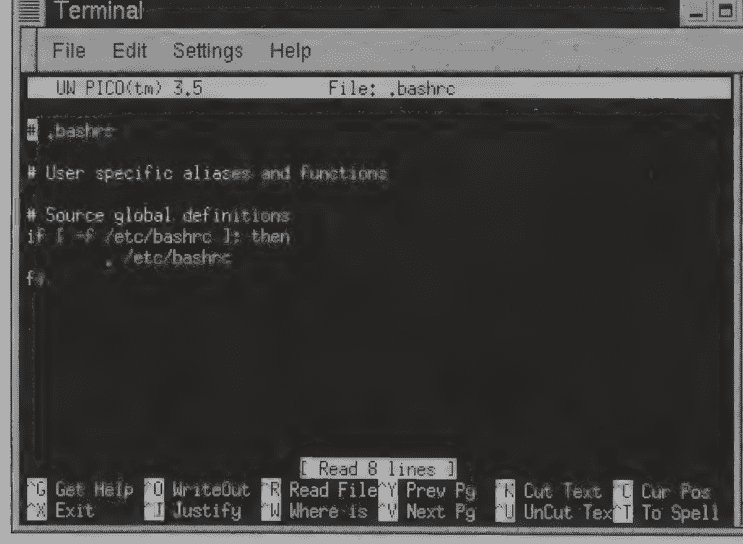 Terminal
File Edit Settings Help
UW PICO(tm) 3.5 File: .bashrc
# .bashrc
# User specific aliases and functions
# Source global definitions
if [ -f /etc/bashrc ]; then
. /etc/bashrc
fi
[ Read 8 lines ]
^G Get Help ^O WriteOut ^R Read File ^Y Prev Pg ^K Cut Text ^C Cur Pos
^X Exit ^J Justify ^W Where is ^V Next Pg ^U UnCut Tex ^T To Spell